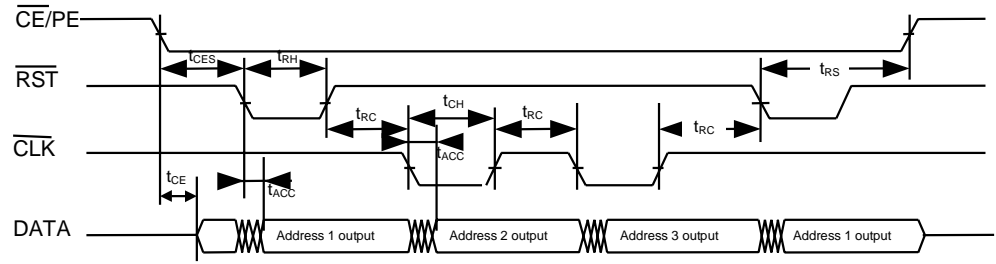 CE/PE
tCES
tRH
tRS
RST
tRC
tCH
tRC
tRC
CLK
tACC
tCE
tACC
DATA
Address 1 output
Address 2 output
Address 3 output
Address 1 output